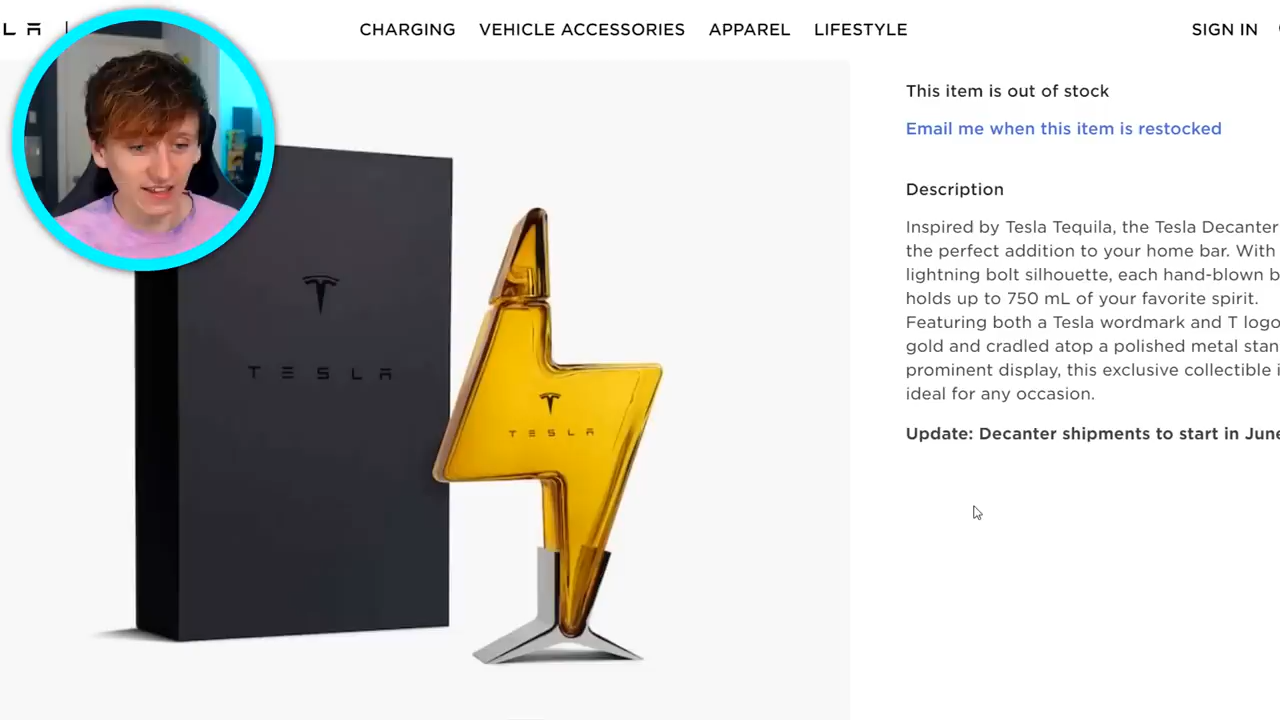 CHARGING VEHICLE ACCESSORIES APPAREL LIFESTYLE SIGN IN
This item is out of stock
Email me when this item is restocked
Description
Inspired by Tesla Tequila, the Tesla Decanter
the perfect addition to your home bar. With
lightning bolt silhouette, each hand-blown
holds up to 750 mL of your favorite spirit.
Featuring both a Tesla wordmark and T logo
gold and cradled atop a polished metal
prominent display, this exclusive collectible
ideal for any occasion.
Update: Decanter shipments to start in June
TESLA
TESLA